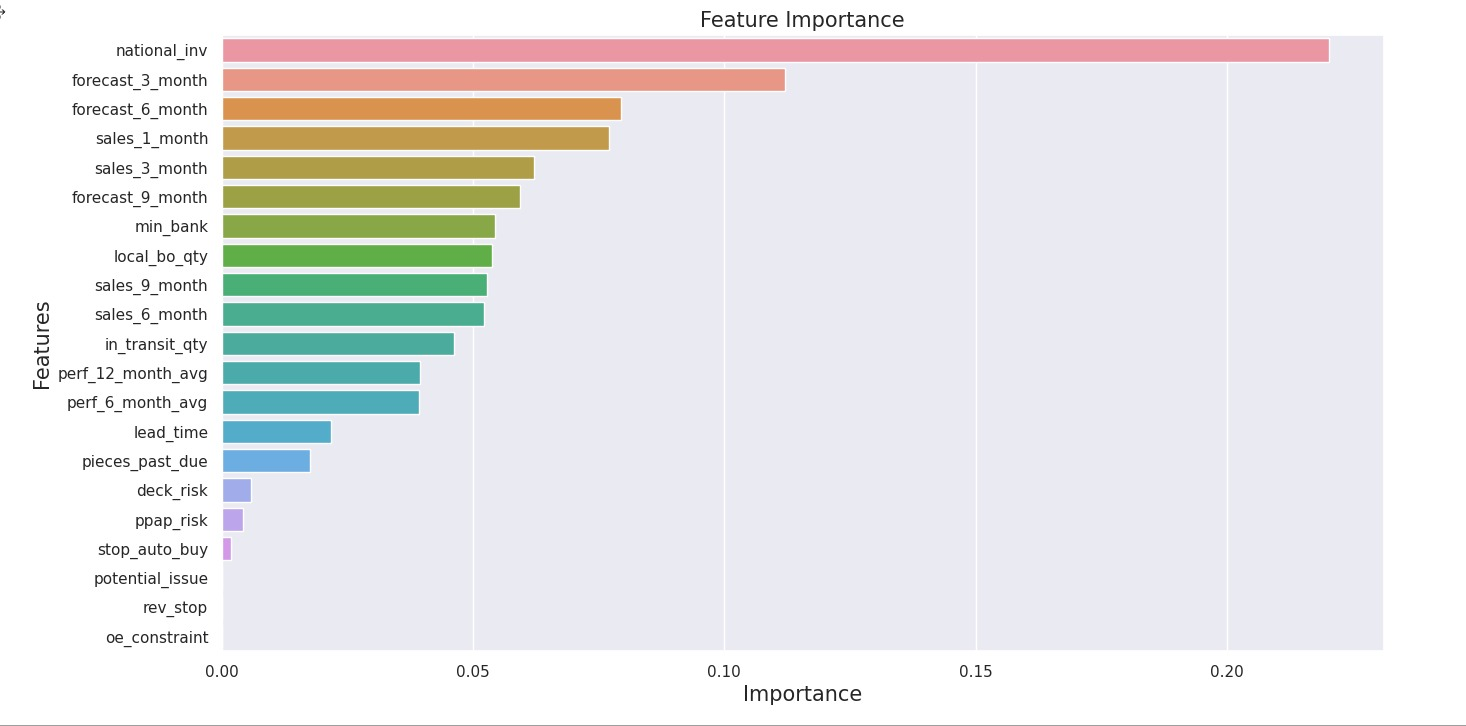 Feature Importance
national_inv
forecast_3_month
forecast_6_month
sales_1_month
sales_3_month
forecast_9_month
min_bank
local_bo_qty
sales_9_month
sales_6_month
in_transit_qty
perf_12_month_avg
perf_6_month_avg
lead_time
pieces_past_due
deck_risk
ppap_risk
stop_auto_buy
potential_issue
rev_stop
oe_constraint
Features
0.00 0.05 0.10 0.15 0.20
Importance